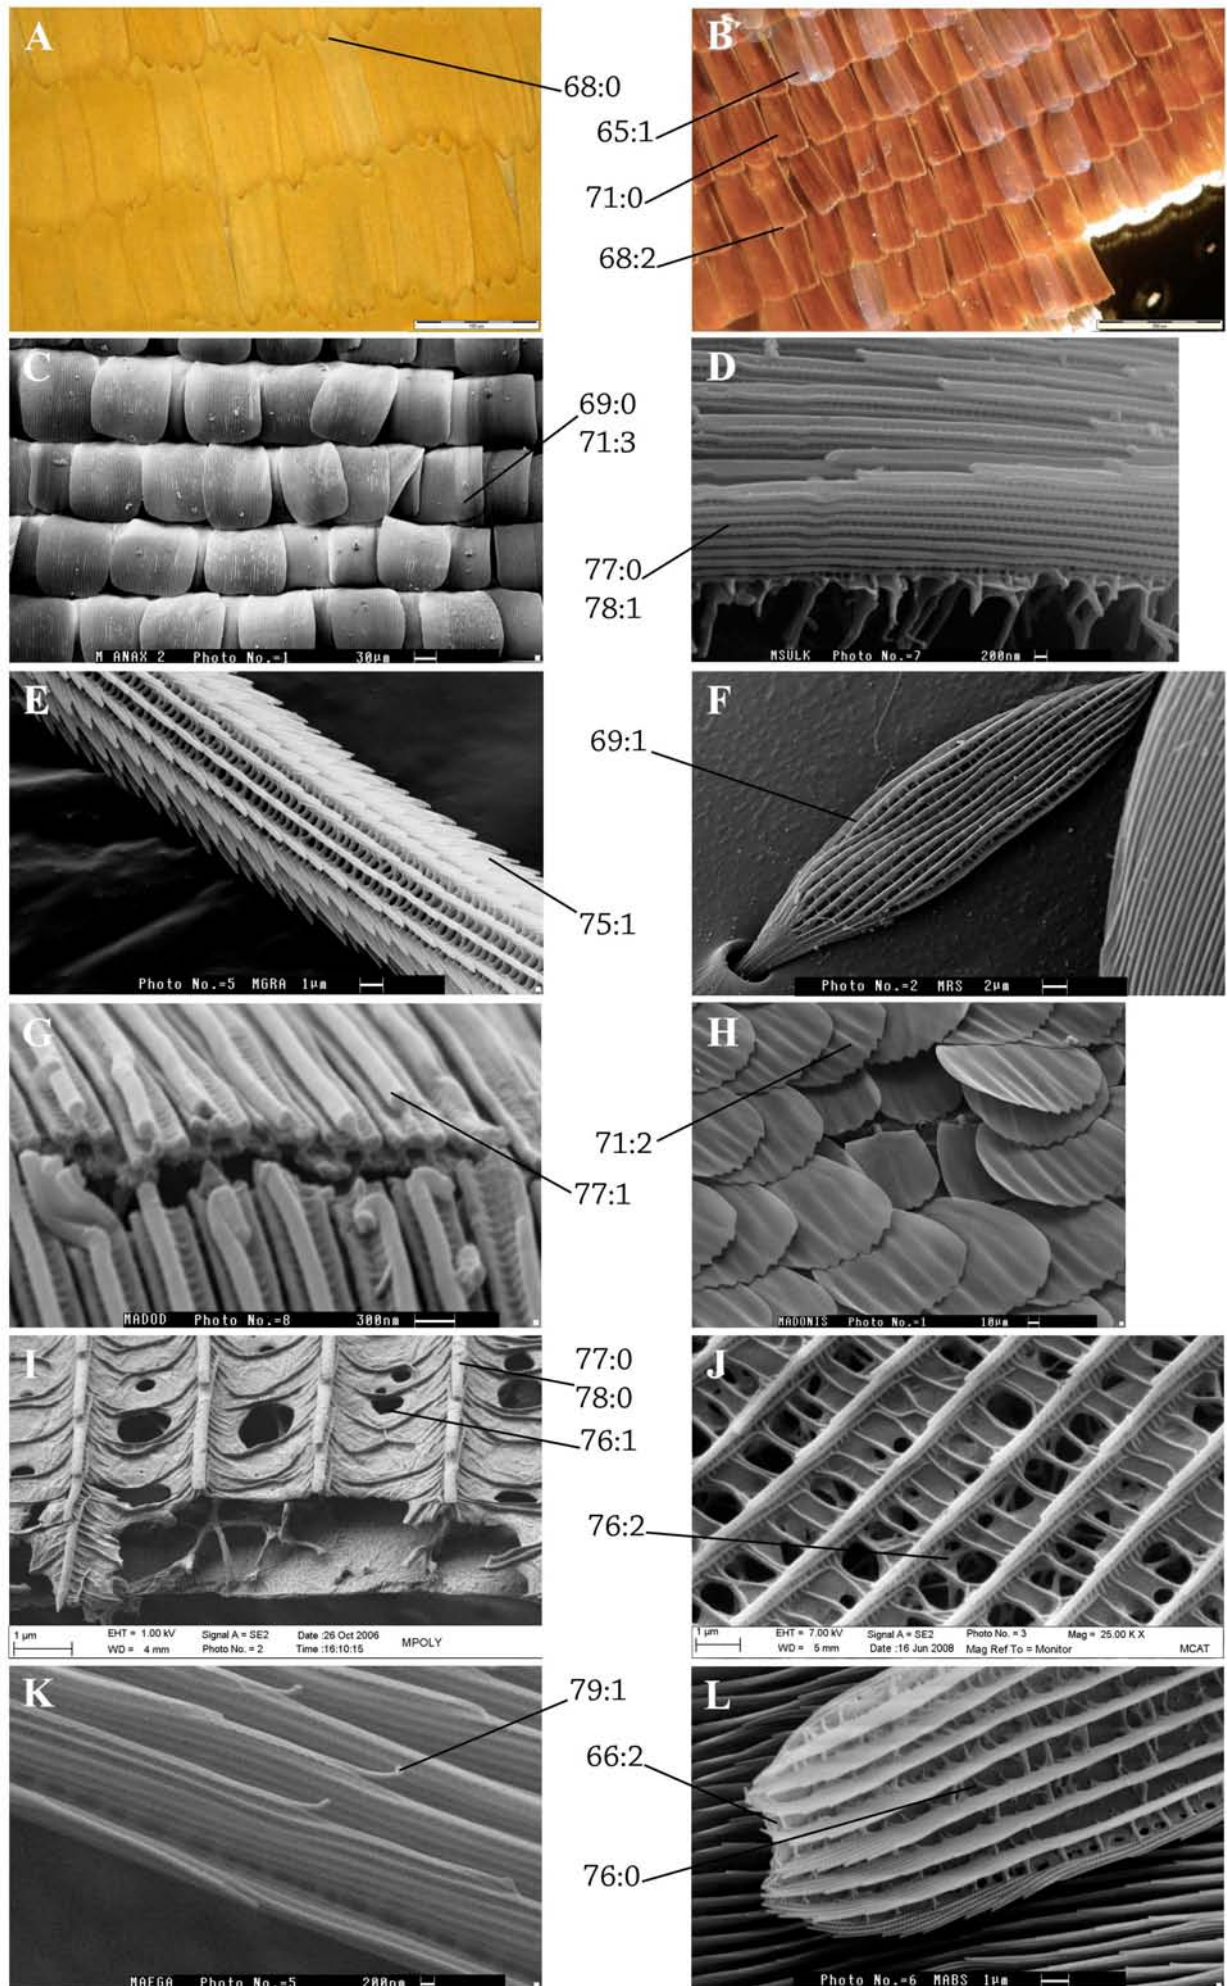 A
B
68:0
65:1
71:0
68:2
C
D
69:0
71:3
M ANAX 2 Photo No.=1 30µm
77:0
78:1
MSULK Photo No.=7 200nm
E
F
69:1
75:1
Photo No.=5 MGRA 1µm
Photo No.=2 MRS 2µm
G
H
71:2
77:1
MADOD Photo No.=8 300nm
MADONIS Photo No.=1 10µm
I
J
77:0
78:0
76:1
76:2
1 µm EHT = 1.00 kV Signal A = SE2 Date :26 Oct 2006
WD = 4 mm Photo No. = 2 Time :16:10:15 MPOLY
1 µm EHT = 7.00 kV Signal A = SE2 Photo No. = 3 Mag = 25.00 K X
WD = 5 mm Date :16 Jun 2008 Mag Ref To = Monitor MCAT
K
L
79:1
66:2
76:0
MAEGA Photo No.=5 200nm
Photo No.=6 MABS 1µm